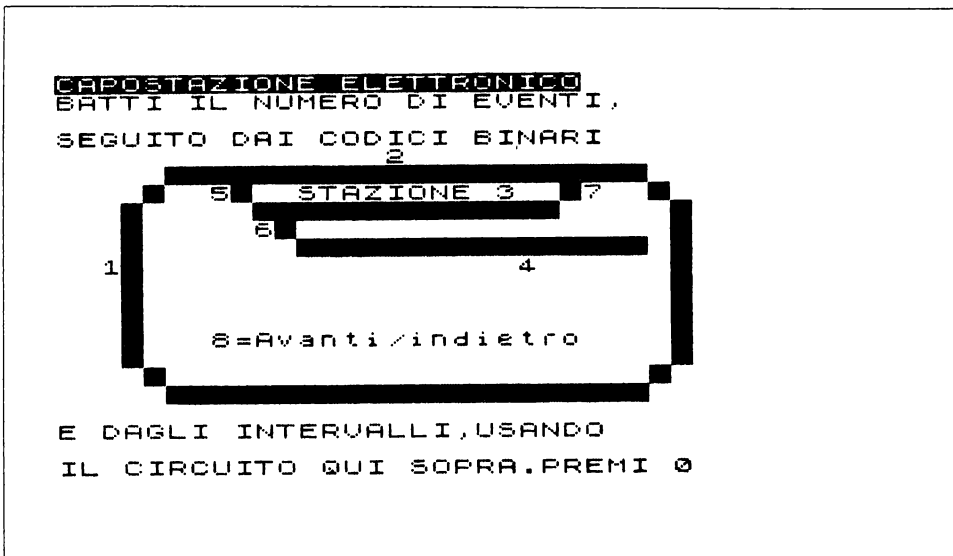 CAPOSTAZIONE ELETTRONICO
BATTI IL NUMERO DI EVENTI,
SEGUITO DAI CODICI BINARI
2
5 STAZIONE 3 7
6
1
4
8=Avanti/indietro
E DAGLI INTERVALLI,USANDO
IL CIRCUITO QUI SOPRA.PREMI 0